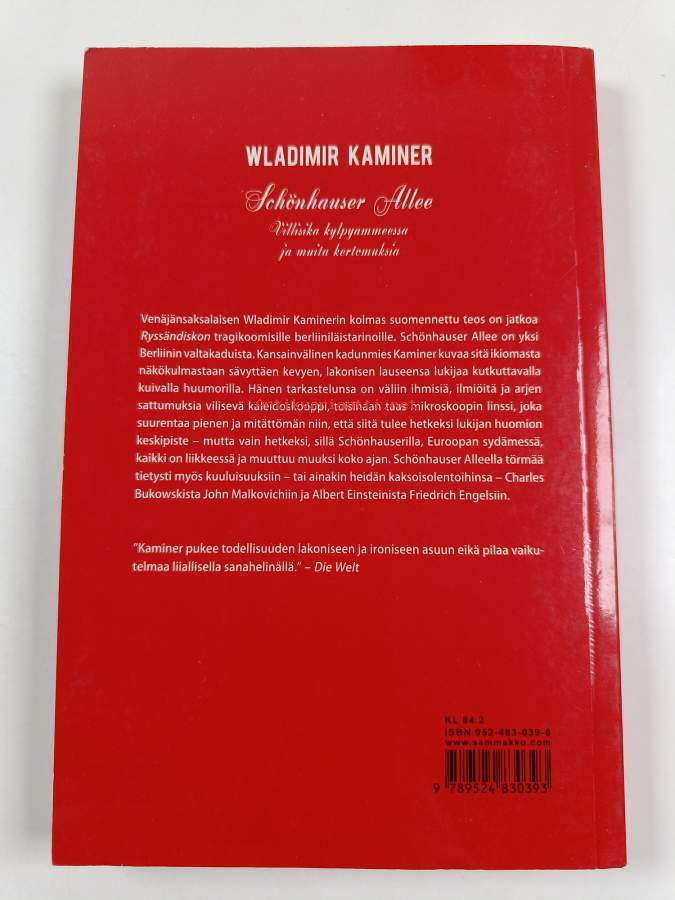 WLADIMIR KAMINER
Schönhauser Allee
Villisika kylpyammeessa
ja muita kertomuksia
Venäjänsaksalaisen Wladimir Kaminerin kolmas suomennettu teos on jatkoa
Ryssändiskon tragikoomisille berliiniläistarinoille. Schönhauser Allee on yksi
Berliinin valtakaduista. Kansainvälinen kadunmies Kaminer kuvaa sitä ikiomasta
näkökulmastaan sävyttäen kevyen, lakonisen lauseensa lukijaa kutkuttavalla
kuivalla huumorilla. Hänen tarkastelunsa on väliin ihmisiä, ilmiöitä ja arjen
sattumuksia vilisevä kaleidoskooppi, toisinaan taas mikroskoopin linssi, joka
suurentaa pienen ja mitättömän niin, että siitä tulee hetkeksi lukijan huomion
keskipiste – mutta vain hetkeksi, sillä Schönhauserilla, Euroopan sydämessä,
kaikki on liikkeessä ja muuttuu muuksi koko ajan. Schönhauser Alleella törmää
tietysti myös kuuluisuuksiin – tai ainakin heidän kaksoisolentoihinsa – Charles
Bukowskista John Malkovichiin ja Albert Einsteinista Friedrich Engelsiin.
”Kaminer pukee todellisuuden lakoniseen ja ironiseen asuun eikä pilaa vaiku-
telmaa liiallisella sanahelinällä.” – Die Welt
KL 84.2
ISBN 952-483-039-6
www.sammakko.com
9 789524 830393